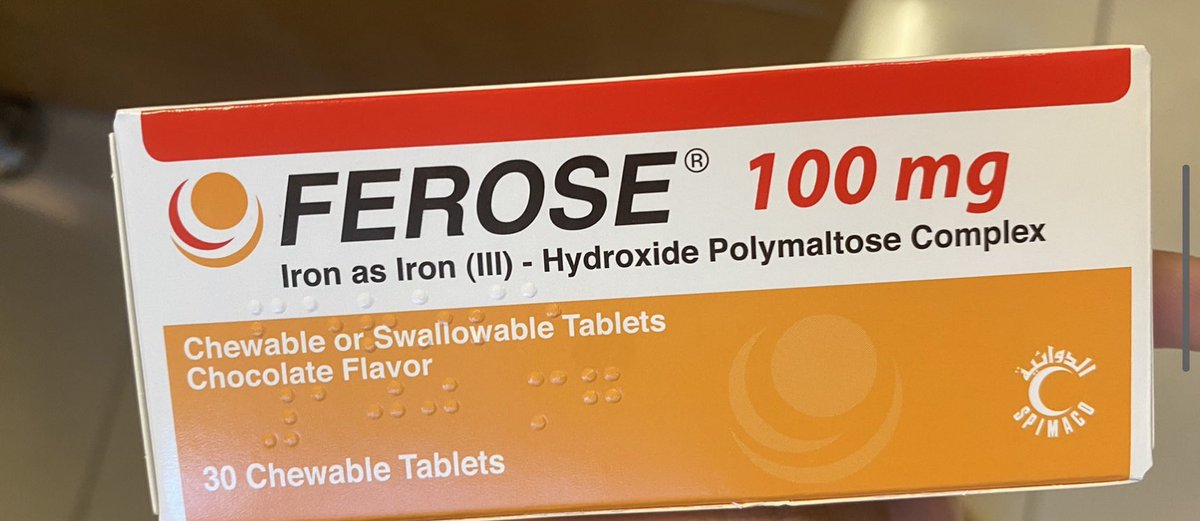 FEROSE® 100 mg
Iron as Iron (III) - Hydroxide Polymaltose Complex
Chewable or Swallowable Tablets
Chocolate Flavor
30 Chewable Tablets
الدوائية
SPIMACO